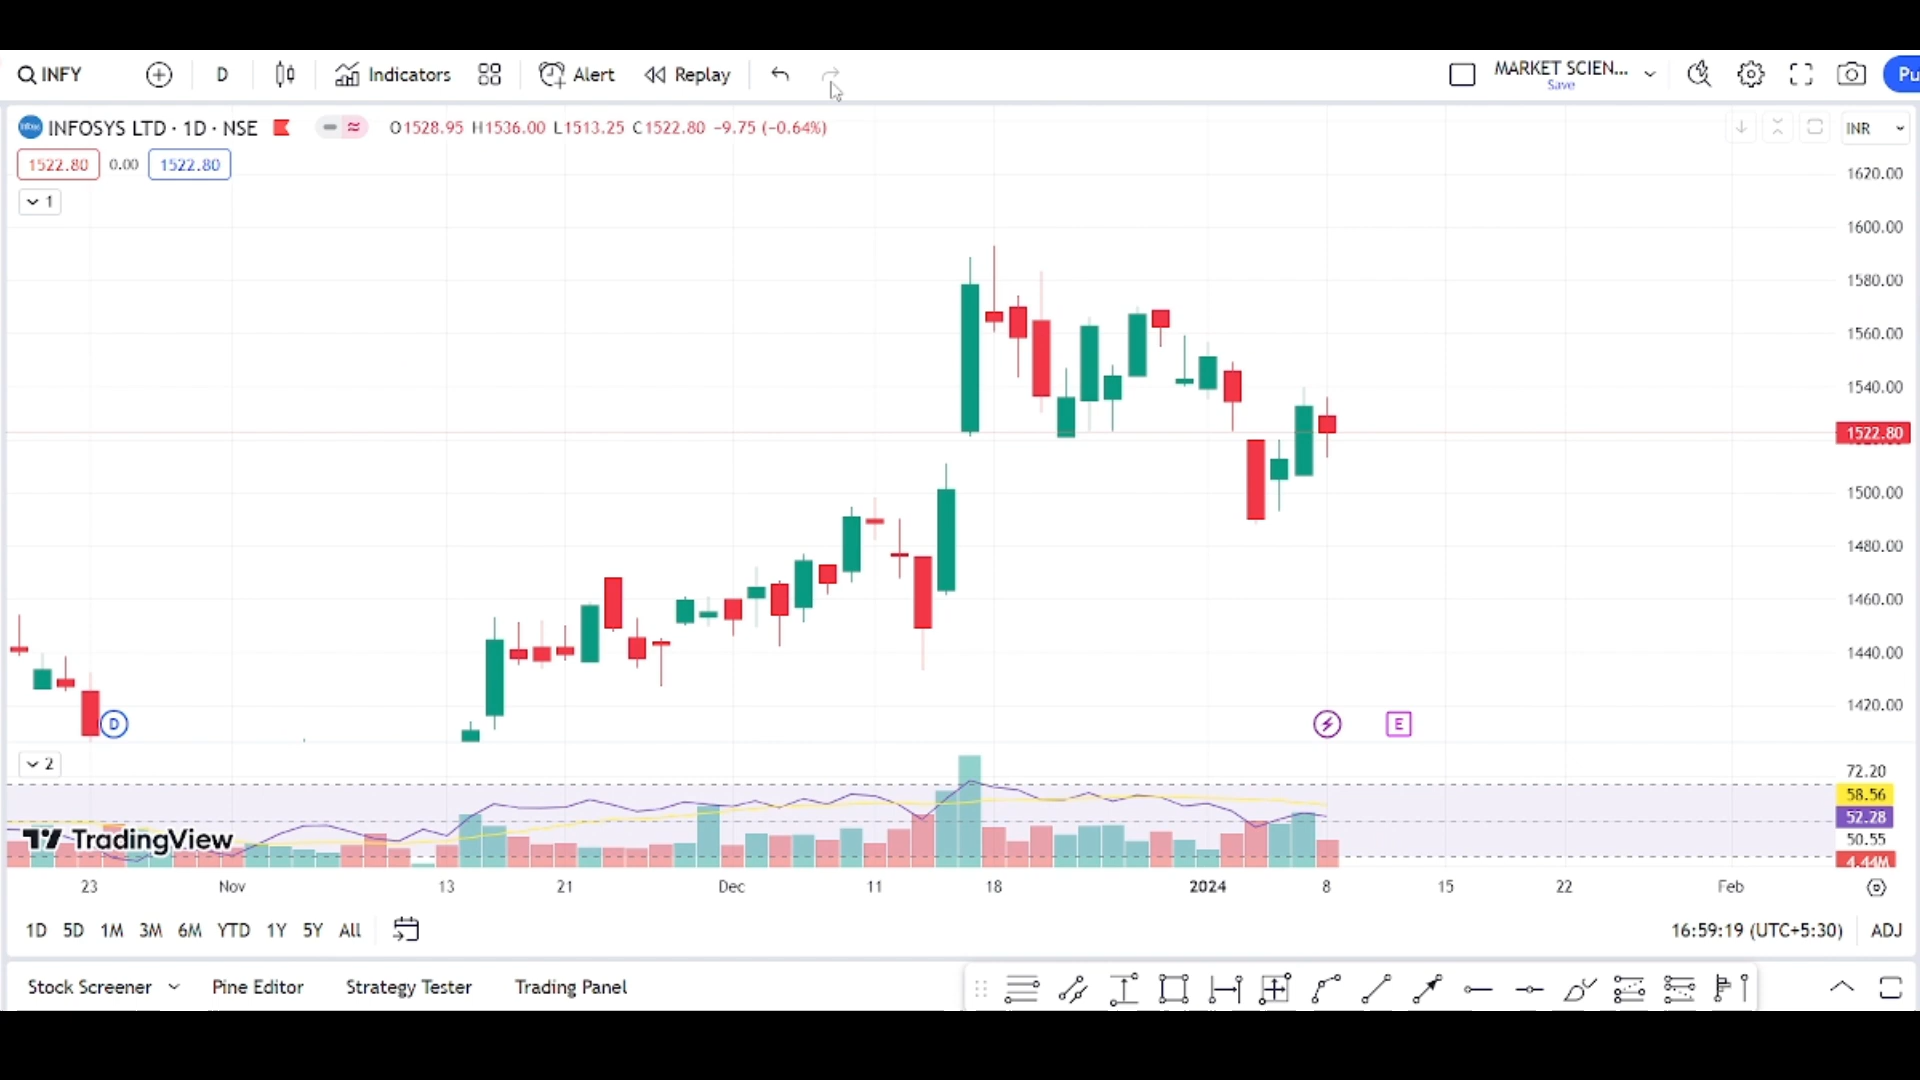 INFY D Indicators Alert Replay MARKET SCIEN... Pu
Save
INFOSYS LTD · 1D · NSE O1528.95 H1536.00 L1513.25 C1522.80 −9.75 (−0.64%) INR
1522.80 0.00 1522.80
1
1620.00
1600.00
1580.00
1560.00
1540.00
1522.80
1500.00
1480.00
1460.00
1440.00
1420.00
D E
2
72.20
58.56
52.28
50.55
4.44M
TradingView
23 Nov 13 21 Dec 11 18 2024 8 15 22 Feb
1D 5D 1M 3M 6M YTD 1Y 5Y All 16:59:19 (UTC+5:30) ADJ
Stock Screener Pine Editor Strategy Tester Trading Panel